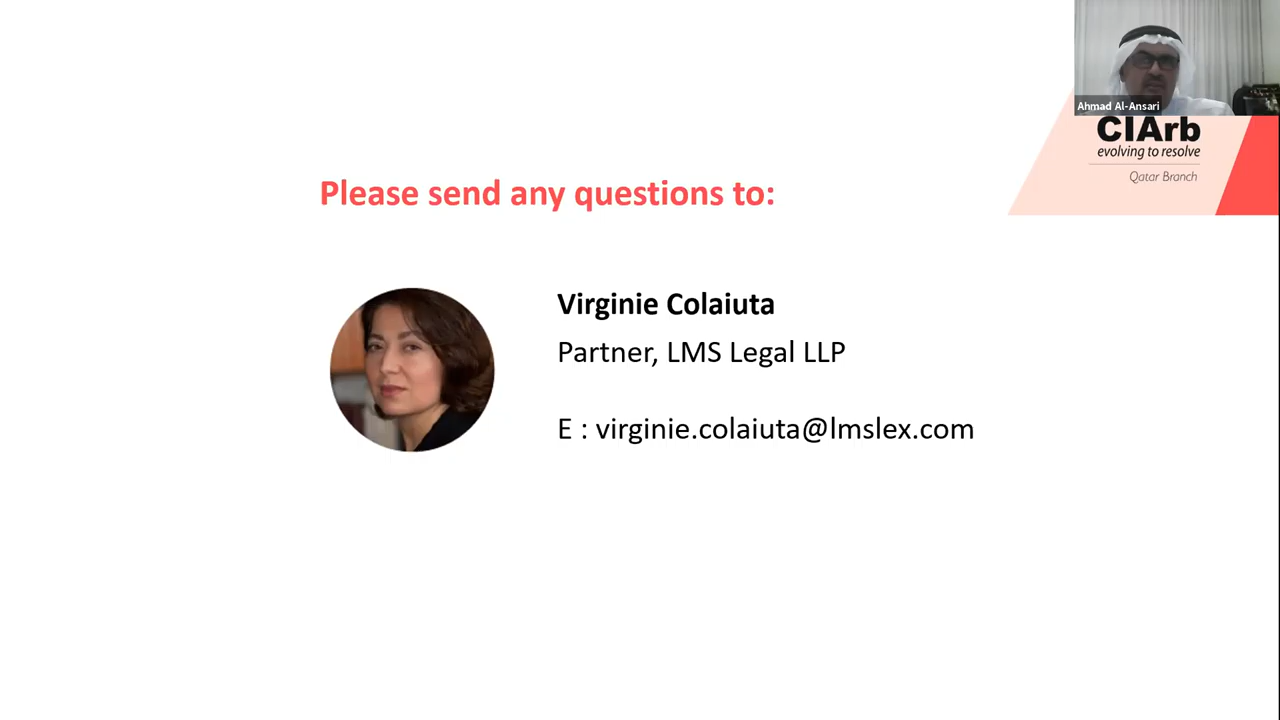 Ahmad Al-Ansari
CIArb
evolving to resolve
Qatar Branch
Please send any questions to:
Virginie Colaiuta
Partner, LMS Legal LLP
E : virginie.colaiuta@lmslex.com